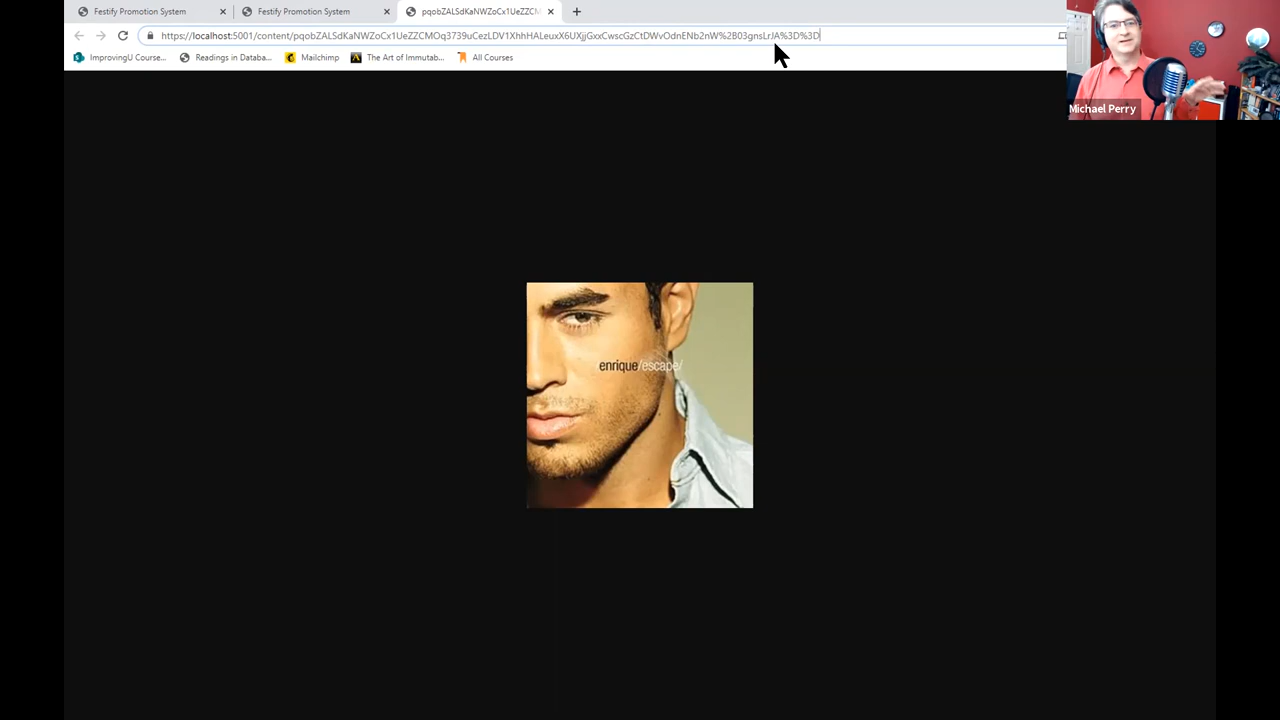 Festify Promotion System
Festify Promotion System
pqobZALSdKaNWZoCx1UeZZCM
https://localhost:5001/content/pqobZALSdKaNWZoCx1UeZZCMOq3739uCezLDV1XhhHALeuxX6UXjjGxxCwscGzCtDWvOdnENb2nW%2B03gnsLrJA%3D%3D
ImprovingU Course...
Readings in Databa...
Mailchimp
The Art of Immutab...
All Courses
Michael Perry
enrique/escape/